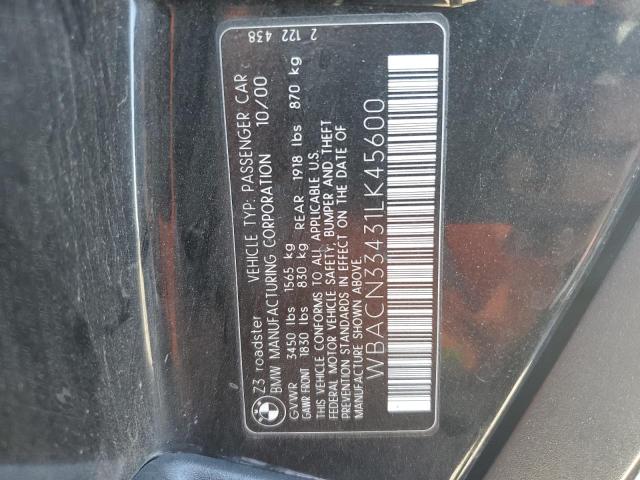 Z3 roadster VEHICLE TYP: PASSENGER CAR 2 122 438
BMW MANUFACTURING CORPORATION 10/00
GVWR 3450 lbs 1565 kg
GAWR FRONT 1830 lbs 830 kg REAR 1918 lbs 870 kg
THIS VEHICLE CONFORMS TO ALL APPLICABLE U.S.
FEDERAL MOTOR VEHICLE SAFETY, BUMPER AND THEFT
PREVENTION STANDARDS IN EFFECT ON THE DATE OF
MANUFACTURE SHOWN ABOVE
WBACN33431LK45600